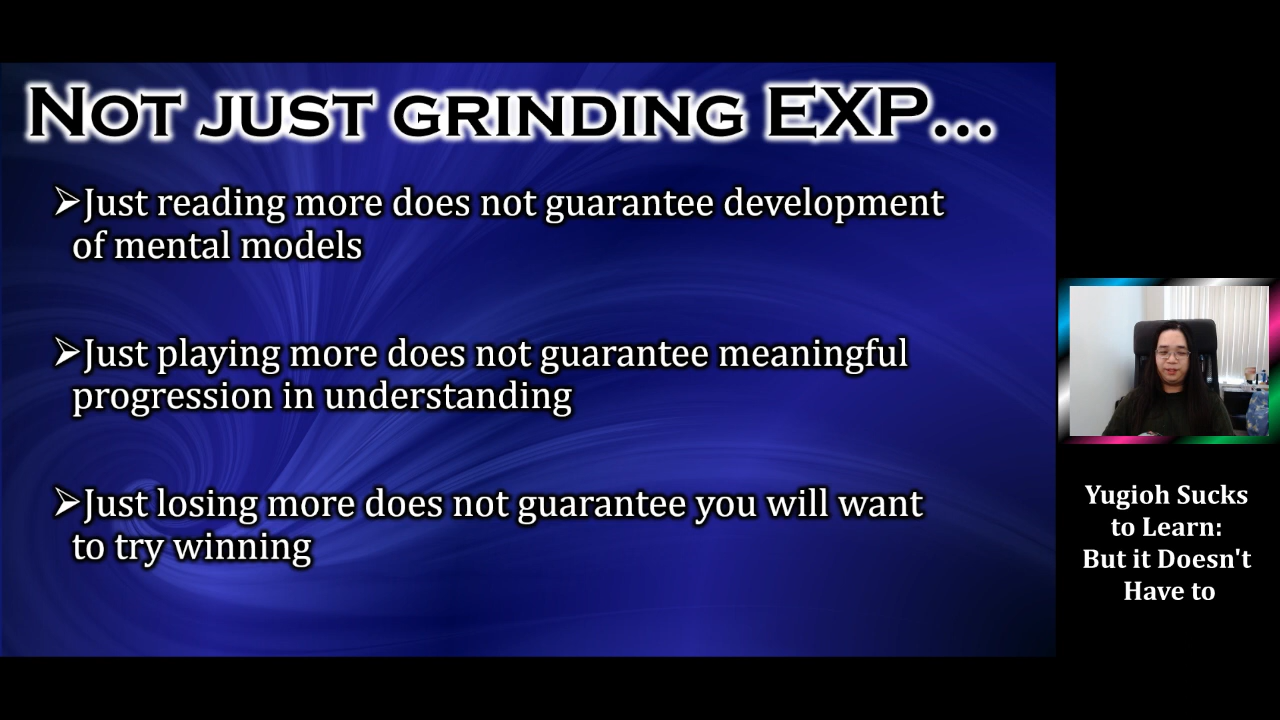 NOT JUST GRINDING EXP...
➢Just reading more does not guarantee development
of mental models
➢Just playing more does not guarantee meaningful
progression in understanding
➢Just losing more does not guarantee you will want
to try winning
Yugioh Sucks
to Learn:
But it Doesn't
Have to